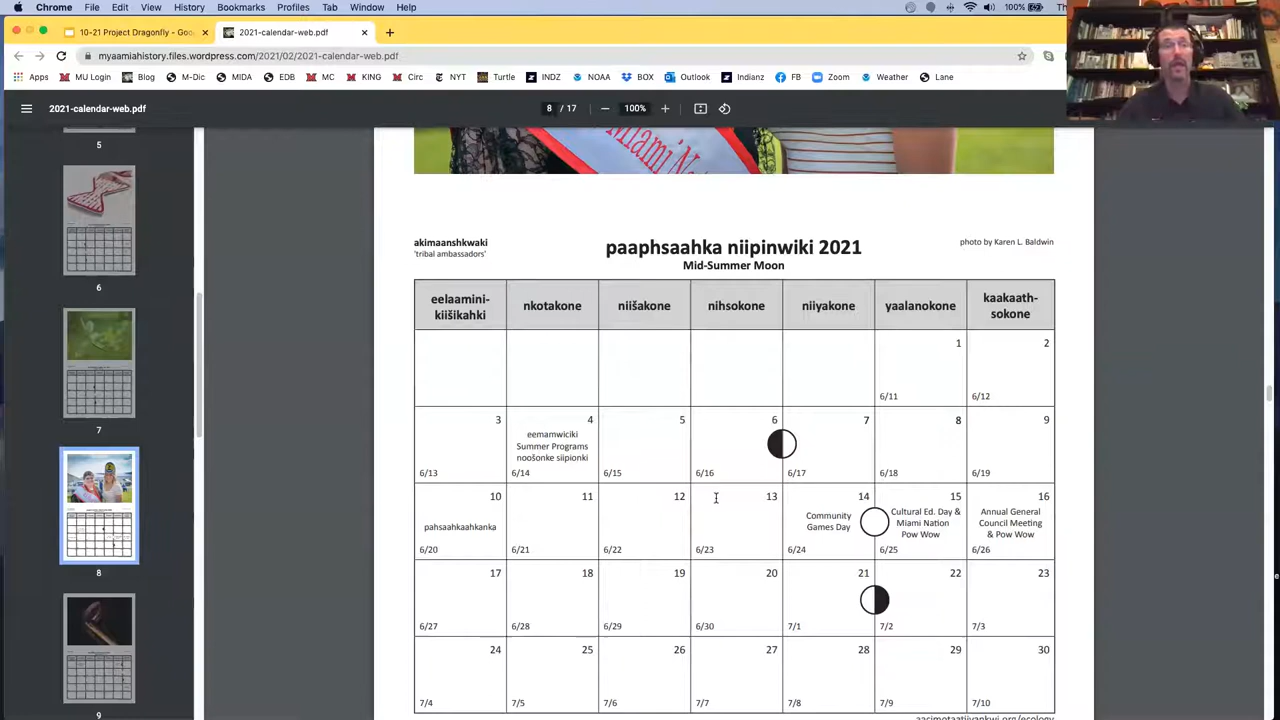 Chrome File Edit View History Bookmarks Profiles Tab Window Help 100% Th
10-21 Project Dragonfly - Goo 2021-calendar-web.pdf
myaamiahistory.files.wordpress.com/2021/02/2021-calendar-web.pdf
Apps MU Login Blog M-Dic MIDA EDB MC KING Circ NYT Turtle INDZ NOAA BOX Outlook Indianz FB Zoom Weather Lane
2021-calendar-web.pdf 8 / 17 100%
5
6
7
8
9
Miami Na
akimaanshkwaki
'tribal ambassadors'
paaphsaahka niipinwiki 2021
Mid-Summer Moon
photo by Karen L. Baldwin
eelaamini-
kiišikahki
nkotakone
niišakone
nihsokone
niiyakone
yaalanokone
kaakaath-
sokone
1 2
6/11 6/12
3 4 5 6 7 8 9
eemamwiciki
Summer Programs
noošonke siipionki
6/13 6/14 6/15 6/16 6/17 6/18 6/19
10 11 12 13 14 15 16
pahsaahkaahkanka
Community
Games Day
Cultural Ed. Day &
Miami Nation
Pow Wow
Annual General
Council Meeting
& Pow Wow
6/20 6/21 6/22 6/23 6/24 6/25 6/26
17 18 19 20 21 22 23
6/27 6/28 6/29 6/30 7/1 7/2 7/3
24 25 26 27 28 29 30
7/4 7/5 7/6 7/7 7/8 7/9 7/10
aacimotaatiiyankwi.org/ecology